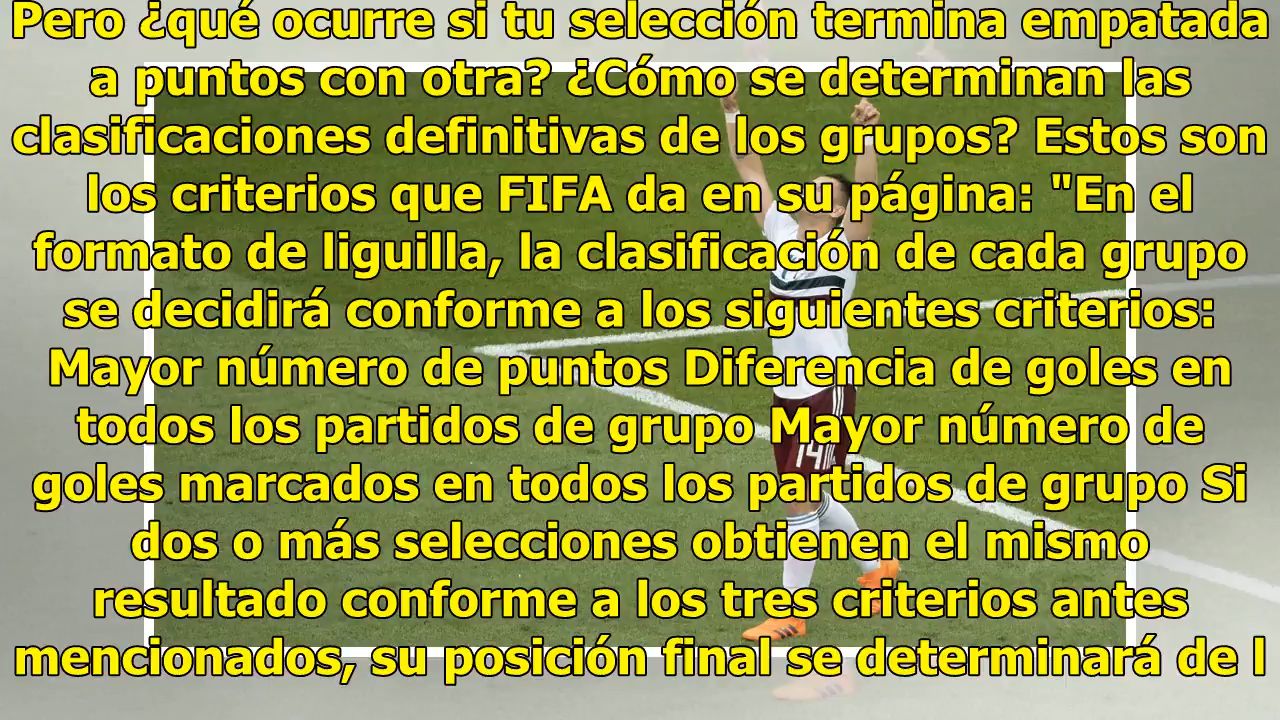 Pero ¿qué ocurre si tu selección termina empatada
a puntos con otra? ¿Cómo se determinan las
clasificaciones definitivas de los grupos? Estos son
los criterios que FIFA da en su página: "En el
formato de liguilla, la clasificación de cada grupo
se decidirá conforme a los siguientes criterios:
Mayor número de puntos Diferencia de goles en
todos los partidos de grupo Mayor número de
goles marcados en todos los partidos de grupo Si
dos o más selecciones obtienen el mismo
resultado conforme a los tres criterios antes
mencionados, su posición final se determinará de l
14